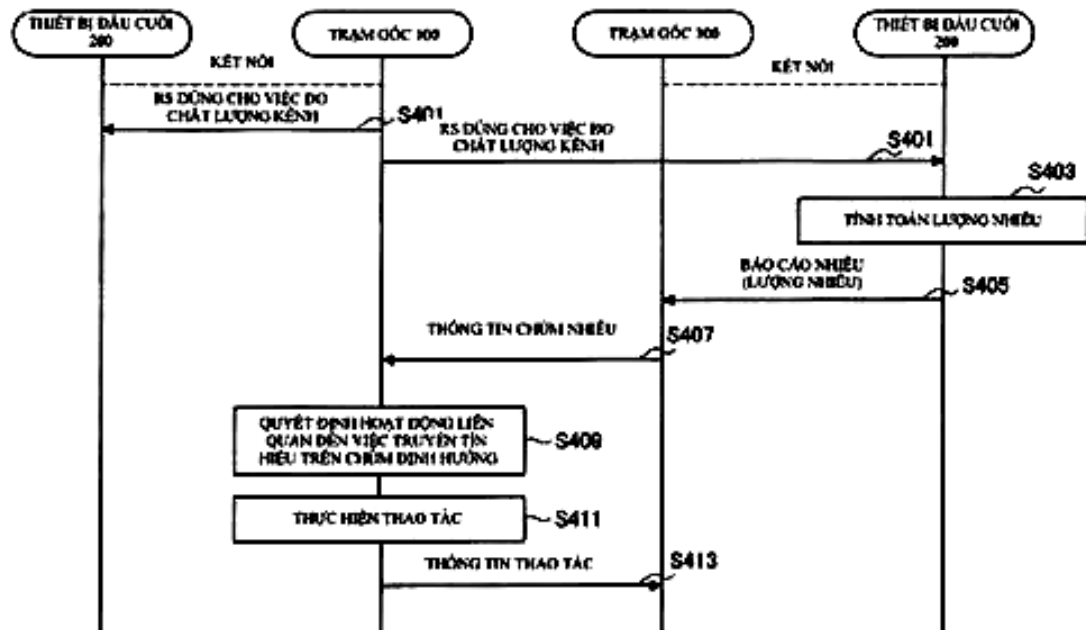 THIẾT BỊ ĐẦU CUỐI
200
TRẠM GỐC 100
TRẠM GỐC 100
THIẾT BỊ ĐẦU CUỐI
200
KẾT NỐI
KẾT NỐI
RS DÙNG CHO VIỆC ĐO
CHẤT LƯỢNG KÊNH
S401
RS DÙNG CHO VIỆC ĐO
CHẤT LƯỢNG KÊNH
S401
S403
TÍNH TOÁN LƯỢNG NHIỄU
BÁO CÁO NHIỄU
(LƯỢNG NHIỄU)
S405
THÔNG TIN CHÙM NHIỄU
S407
QUYẾT ĐỊNH HOẠT ĐỘNG LIÊN
QUAN ĐẾN VIỆC TRUYỀN TÍN
HIỆU TRÊN CHÙM ĐỊNH HƯỚNG
S409
THỰC HIỆN THAO TÁC
S411
THÔNG TIN THAO TÁC
S413